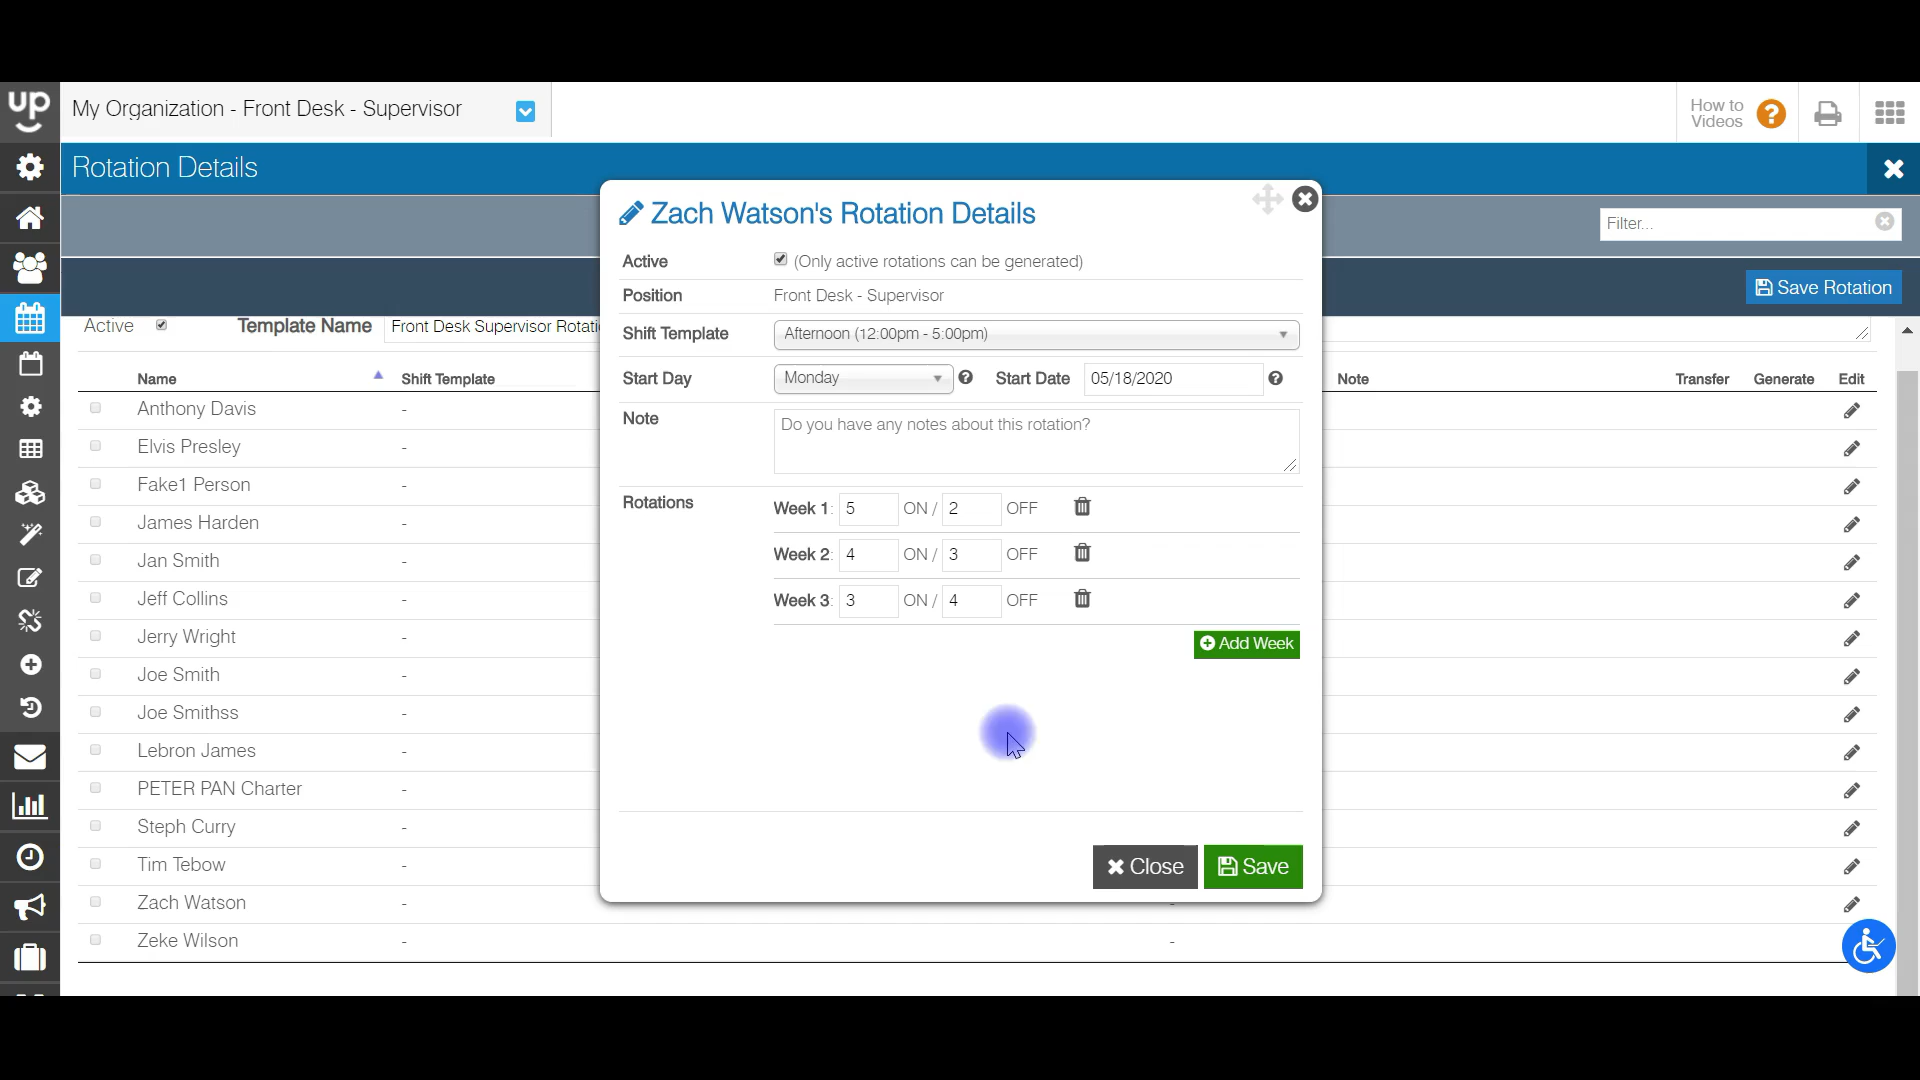 up
My Organization - Front Desk - Supervisor
How to
Videos
?
Rotation Details
Filter...
Save Rotation
Active
Template Name
Front Desk Supervisor Rotati
Name
Shift Template
Note
Transfer
Generate
Edit
Anthony Davis -
Elvis Presley -
Fake1 Person -
James Harden -
Jan Smith -
Jeff Collins -
Jerry Wright -
Joe Smith -
Joe Smithss -
Lebron James -
PETER PAN Charter -
Steph Curry -
Tim Tebow -
Zach Watson - -
Zeke Wilson - -
Zach Watson's Rotation Details
Active (Only active rotations can be generated)
Position Front Desk - Supervisor
Shift Template Afternoon (12:00pm - 5:00pm)
Start Day Monday ? Start Date 05/18/2020 ?
Note Do you have any notes about this rotation?
Rotations Week 1: 5 ON / 2 OFF
Week 2: 4 ON / 3 OFF
Week 3: 3 ON / 4 OFF
Add Week
Close Save